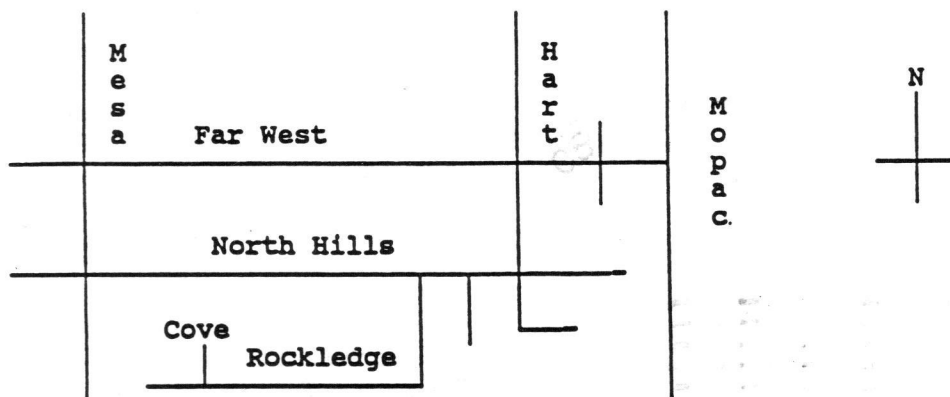 Mesa
Hart
N
Mopac.
Far West
North Hills
Cove
Rockledge